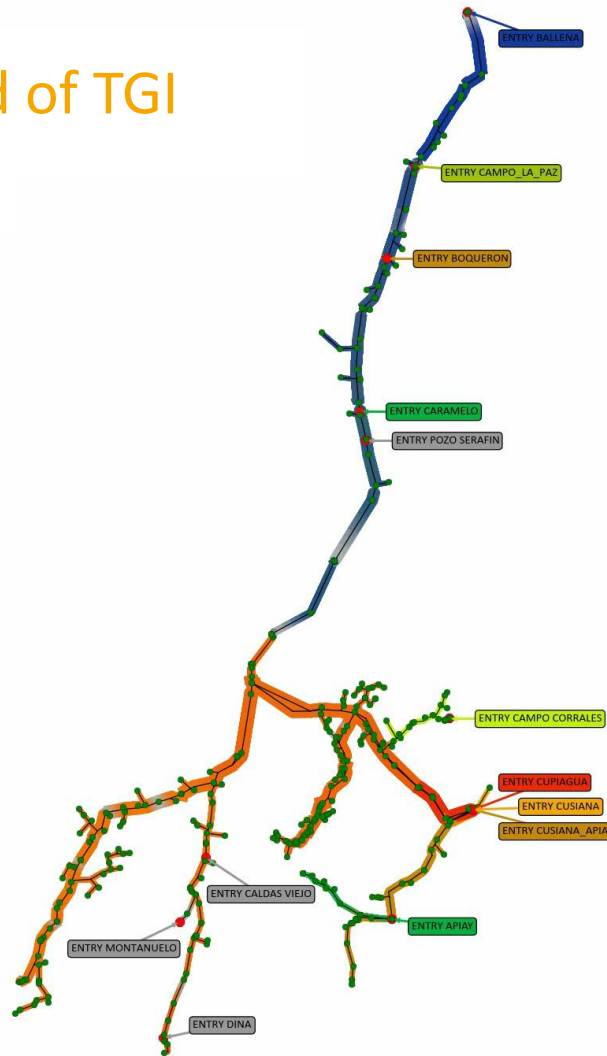 d of TGI
ENTRY BALLENA
ENTRY CAMPO_LA_PAZ
ENTRY BOQUERON
ENTRY CARAMELO
ENTRY POZO SERAFIN
ENTRY CAMPO CORRALES
ENTRY CUPIAGUA
ENTRY CUSIANA
ENTRY CUSIANA_APIA
ENTRY CALDAS VIEJO
ENTRY APIAY
ENTRY MONTANUELO
ENTRY DINA